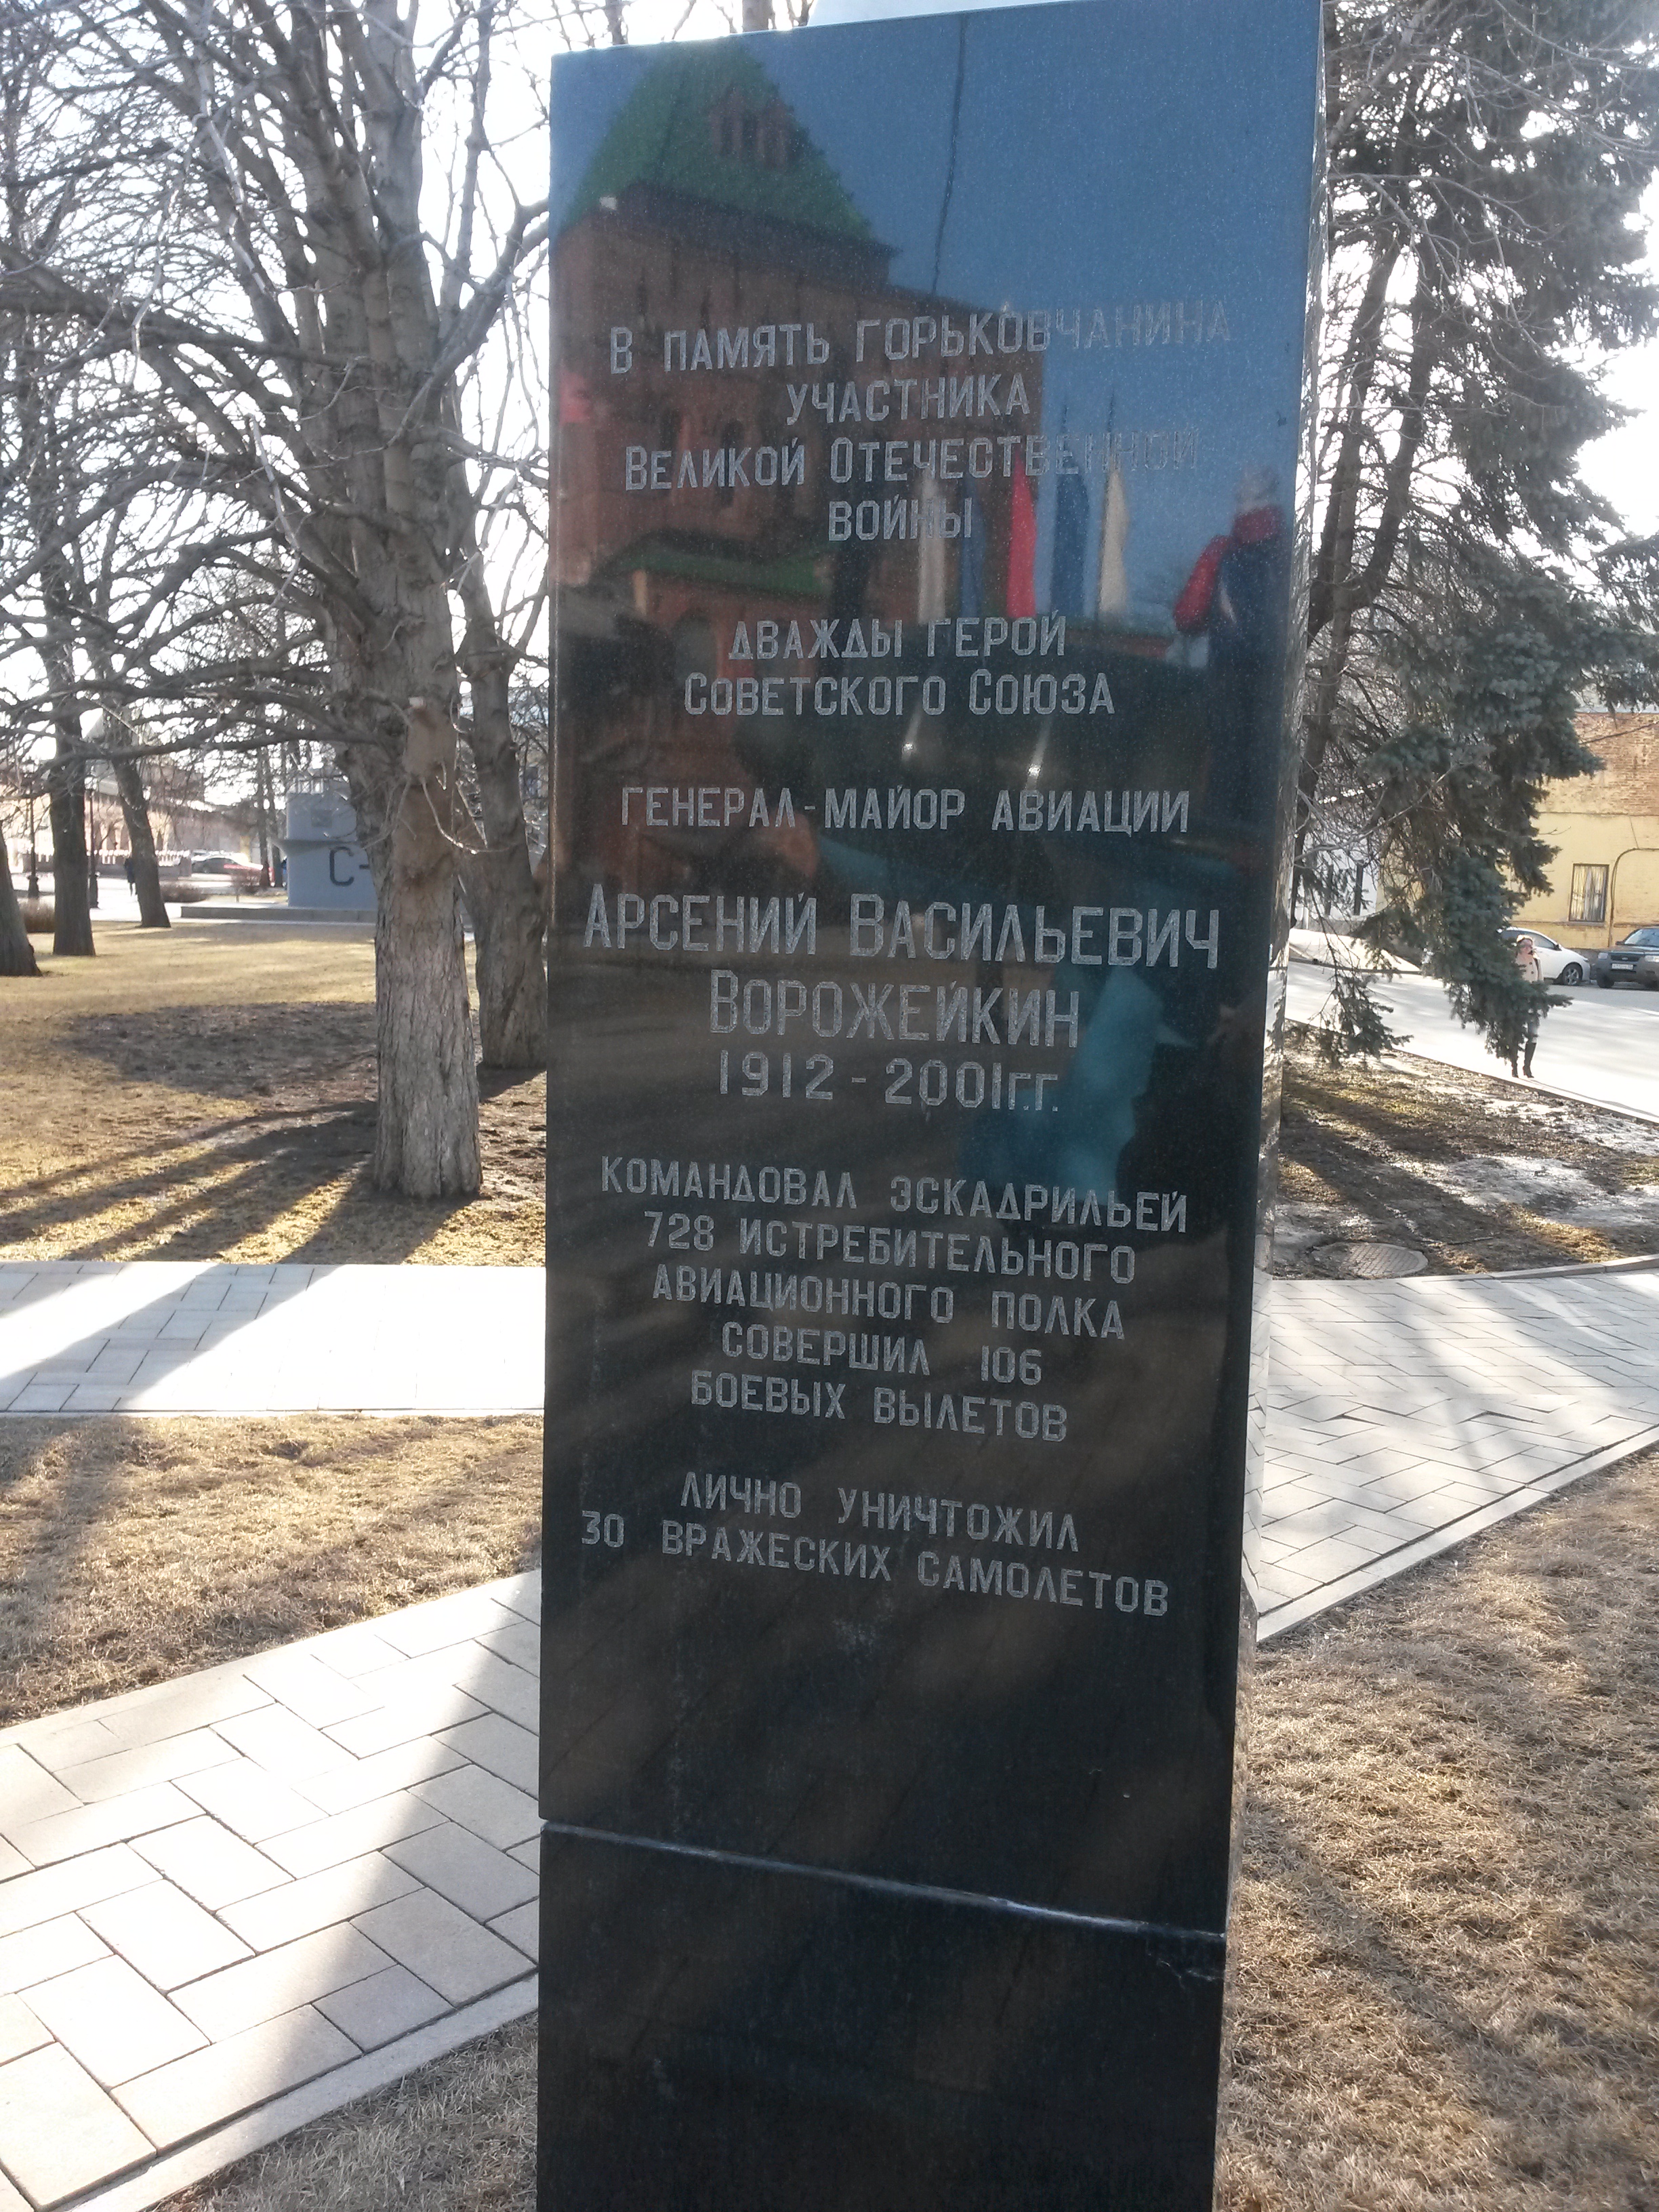 В ПАМЯТЬ ГОРЬКОВЧАНИНА
УЧАСТНИКА
ВЕЛИКОЙ ОТЕЧЕСТВЕННОЙ
ВОЙНЫ
ДВАЖДЫ ГЕРОЙ
СОВЕТСКОГО СОЮЗА
ГЕНЕРАЛ-МАЙОР АВИАЦИИ
АРСЕНИЙ ВАСИЛЬЕВИЧ
ВОРОЖЕЙКИН
1912 - 2001г.г.
КОМАНДОВАЛ ЭСКАДРИЛЬЕЙ
728 ИСТРЕБИТЕЛЬНОГО
АВИАЦИОННОГО ПОЛКА
СОВЕРШИЛ 106
БОЕВЫХ ВЫЛЕТОВ
ЛИЧНО УНИЧТОЖИЛ
30 ВРАЖЕСКИХ САМОЛЕТОВ
С-